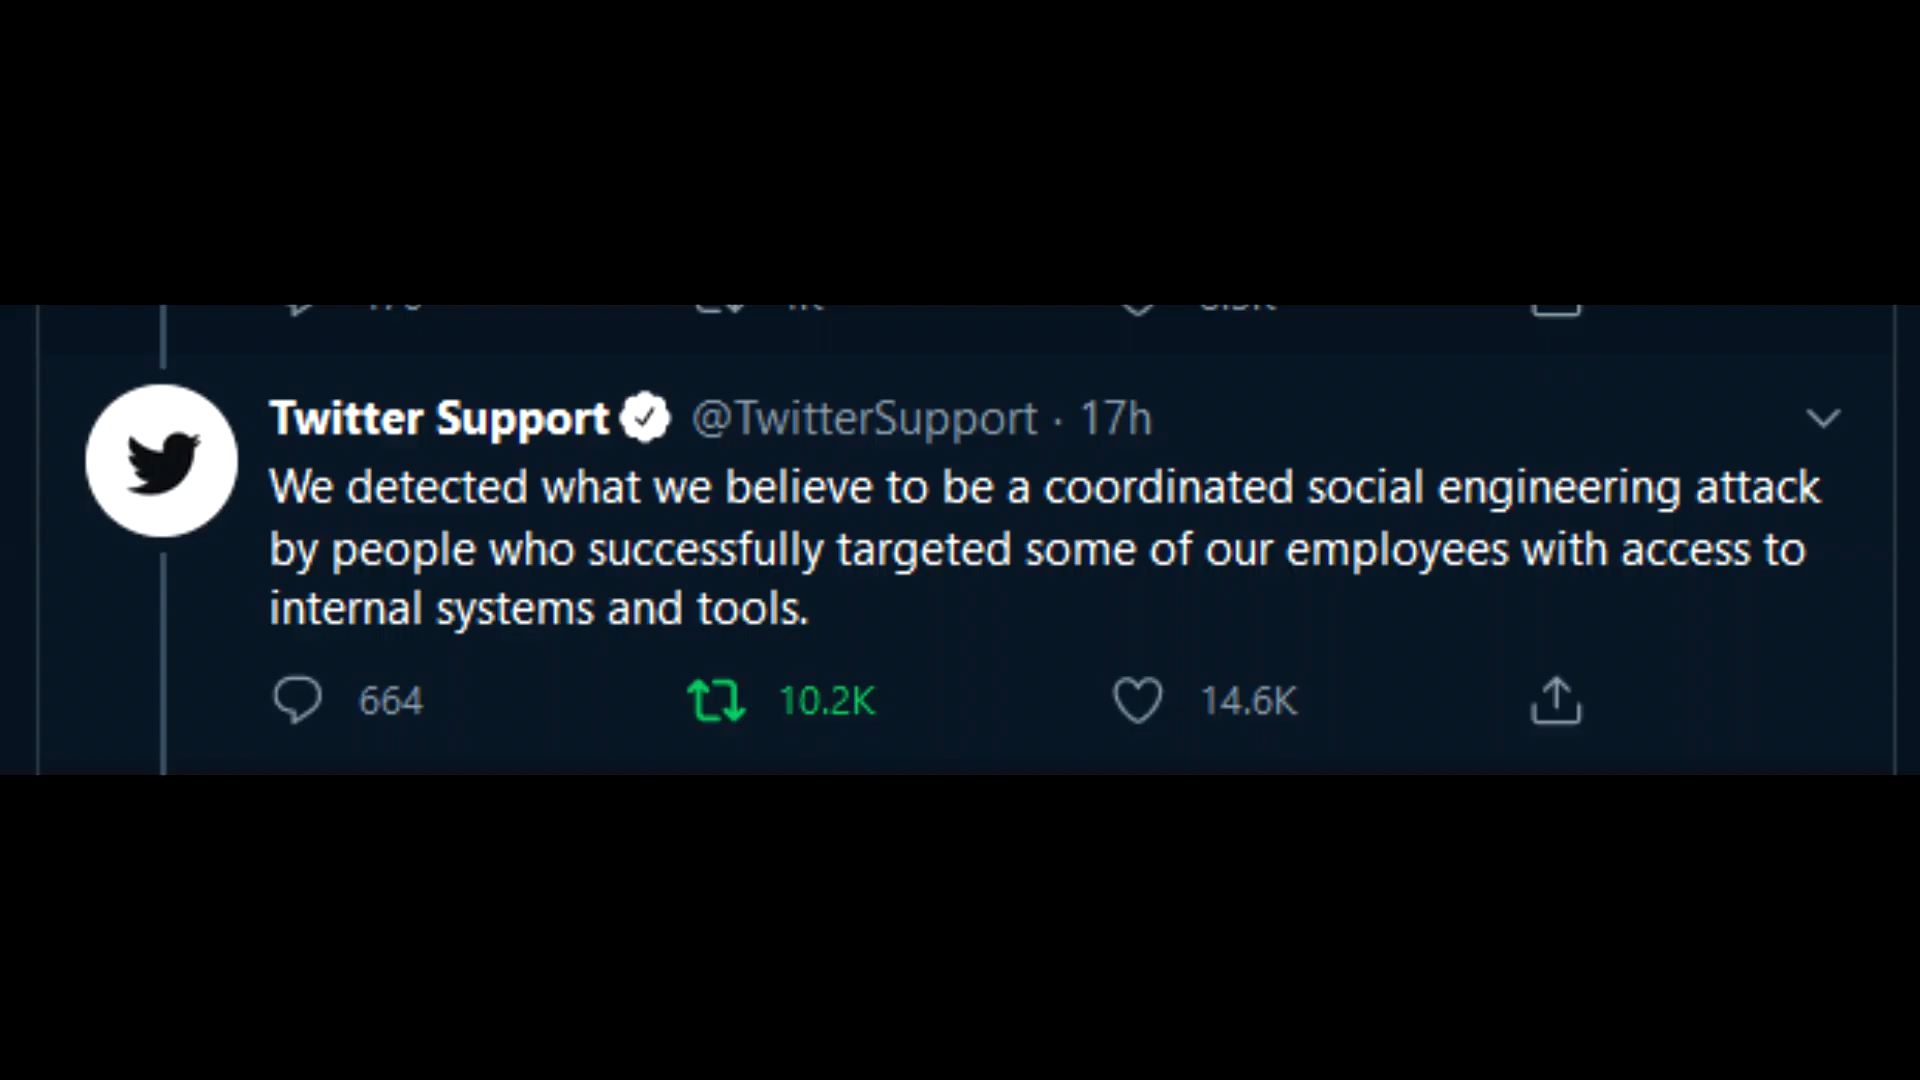 Twitter Support @TwitterSupport · 17h
We detected what we believe to be a coordinated social engineering attack
by people who successfully targeted some of our employees with access to
internal systems and tools.
664 10.2K 14.6K